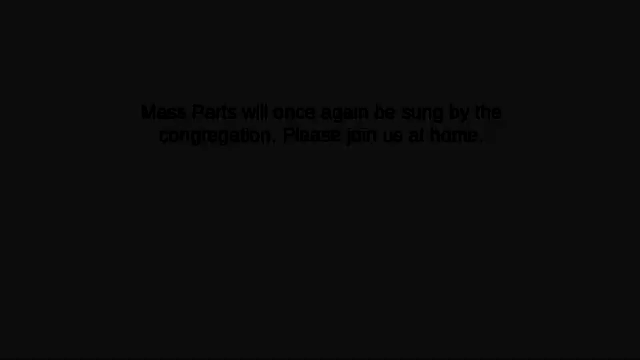 Mass Parts will once again be sung by the
congregation. Please join us at home.